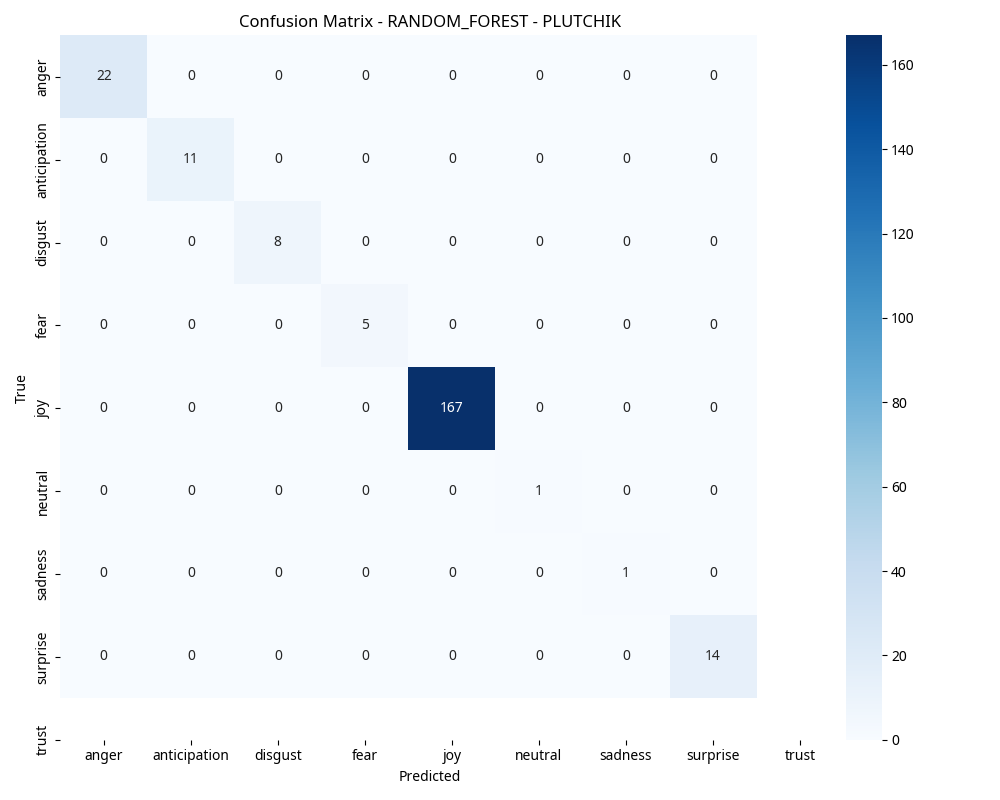 Confusion Matrix - RANDOM_FOREST - PLUTCHIK
True
anger 22 0 0 0 0 0 0 0
anticipation 0 11 0 0 0 0 0 0
disgust 0 0 8 0 0 0 0 0
fear 0 0 0 5 0 0 0 0
joy 0 0 0 0 167 0 0 0
neutral 0 0 0 0 0 1 0 0
sadness 0 0 0 0 0 0 1 0
surprise 0 0 0 0 0 0 0 14
trust
anger anticipation disgust fear joy neutral sadness surprise trust
Predicted
160
140
120
100
80
60
40
20
0